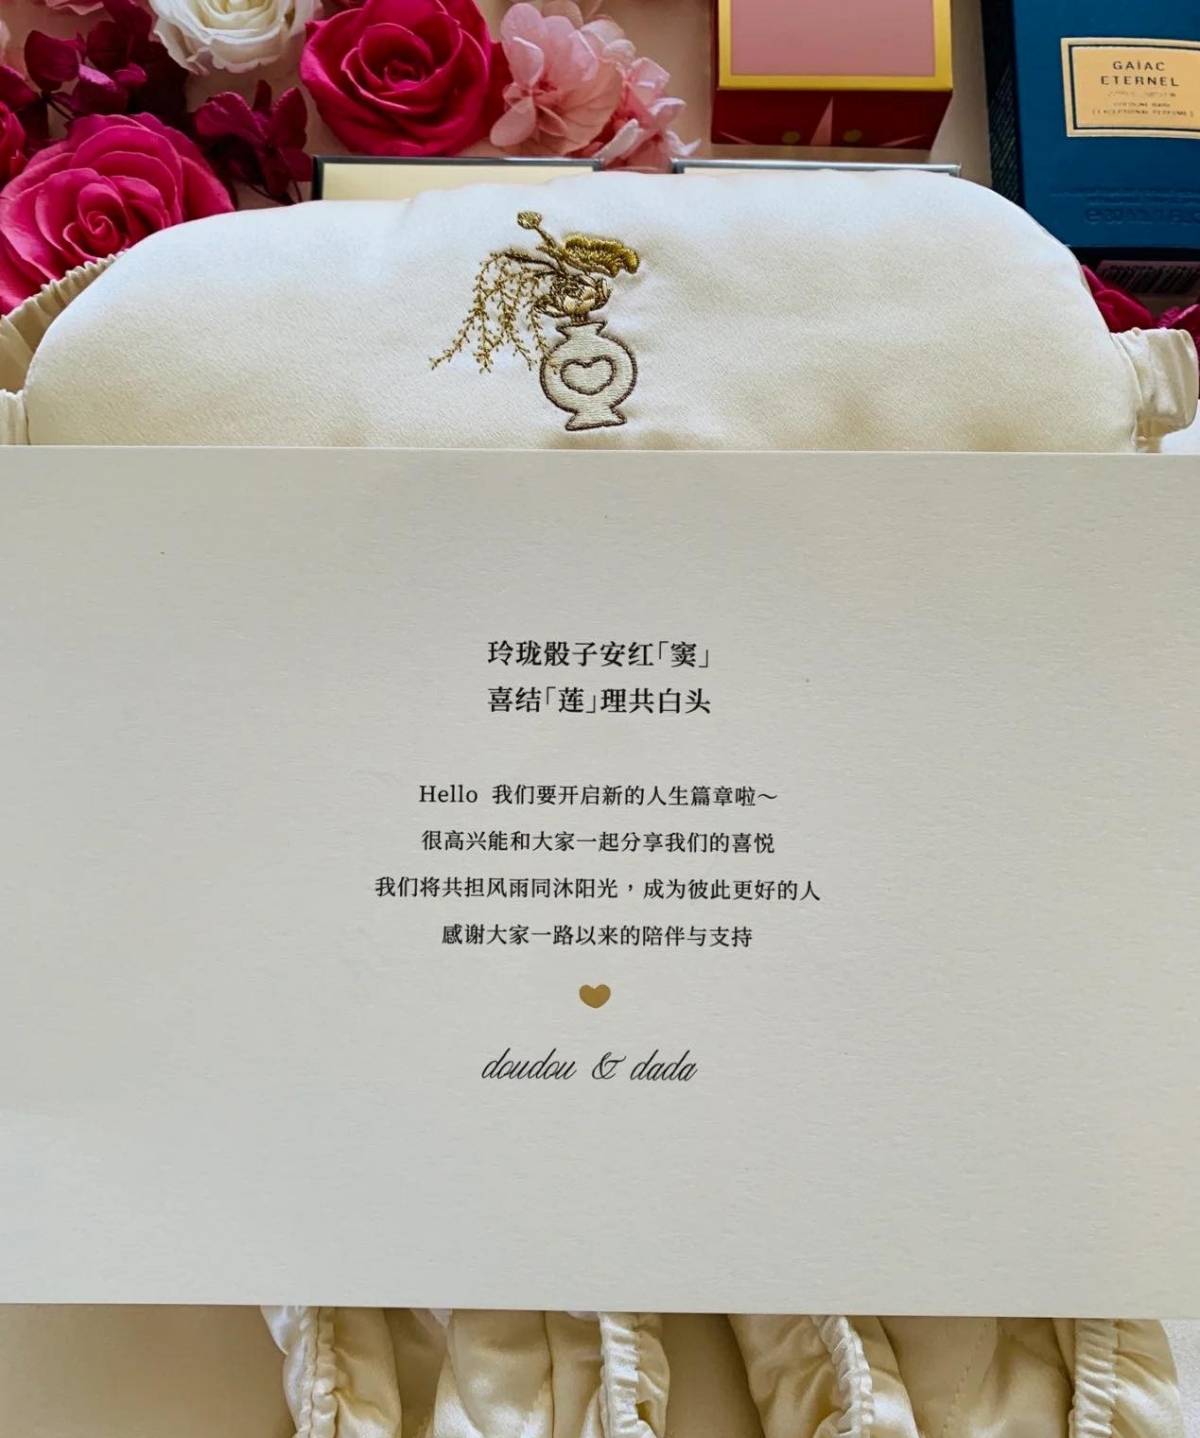 GAÏAC
ETERNEL
玲珑骰子安红「窦」
喜结「莲」理共白头
Hello 我们要开启新的人生篇章啦～
很高兴能和大家一起分享我们的喜悦
我们将共担风雨同沐阳光，成为彼此更好的人
感谢大家一路以来的陪伴与支持
doudou & dada